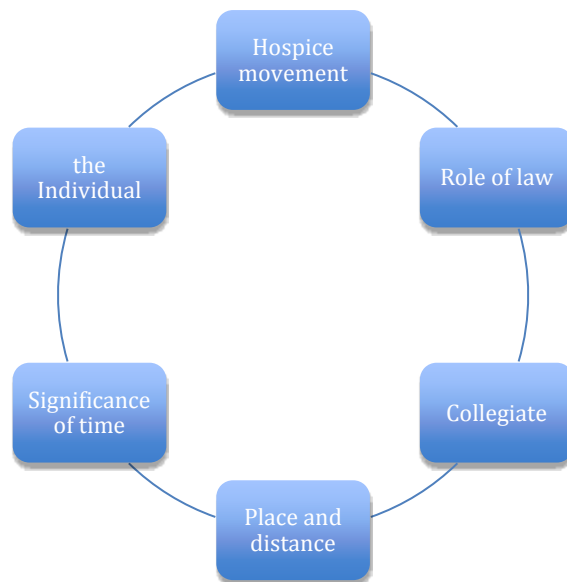 Hospice
movement
Role of law
Collegiate
Place and
distance
Significance
of time
the
Individual